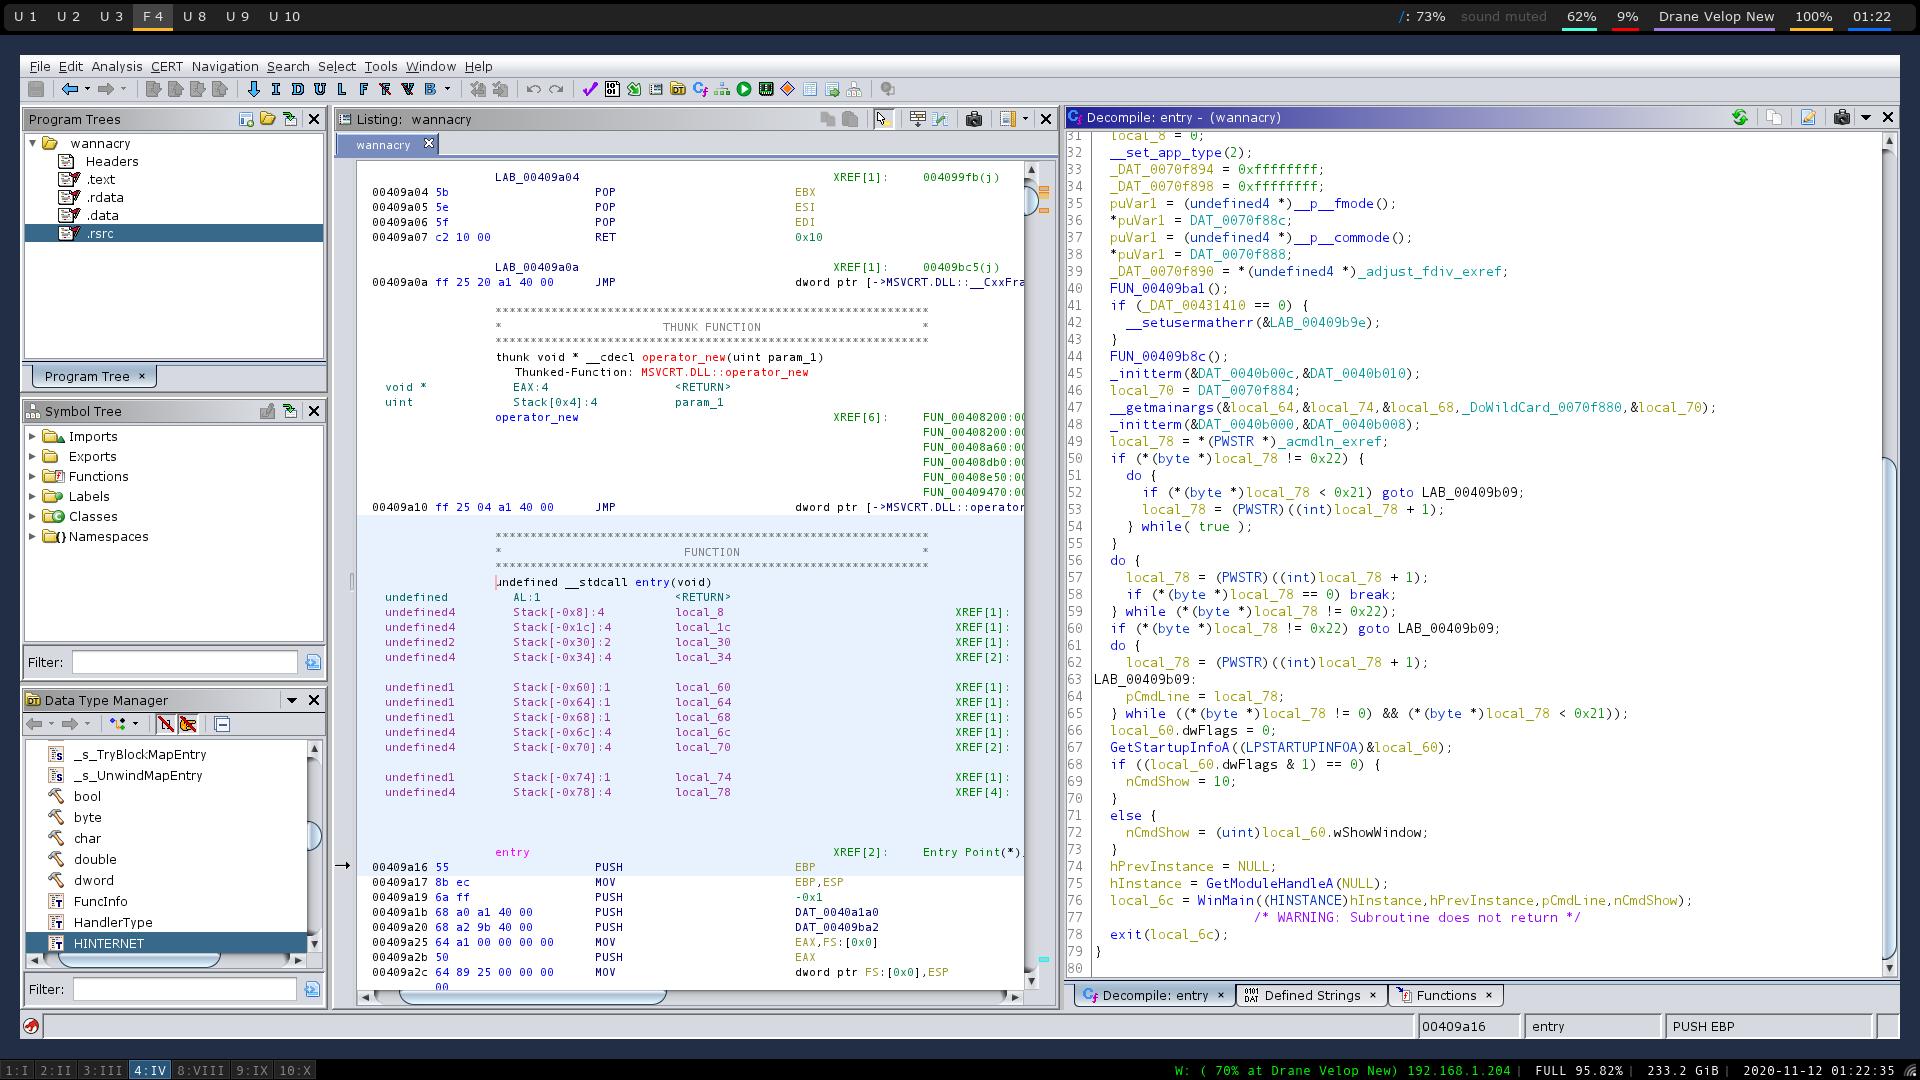 U 1 U 2 U 3 F 4 U 8 U 9 U 10
/: 73% sound muted 62% 9% Drane Velop New 100% 01:22
File Edit Analysis CERT Navigation Search Select Tools Window Help
I D U L F B
Program Trees
wannacry
Headers
.text
.rdata
.data
.rsrc
Program Tree ×
Symbol Tree
Imports
Exports
Functions
Labels
Classes
Namespaces
Filter:
Data Type Manager
_s_TryBlockMapEntry
_s_UnwindMapEntry
bool
byte
char
double
dword
FuncInfo
HandlerType
HINTERNET
Filter:
Listing: wannacry
wannacry
LAB_00409a04 XREF[1]: 004099fb(j)
00409a04 5b POP EBX
00409a05 5e POP ESI
00409a06 5f POP EDI
00409a07 c2 10 00 RET 0x10
LAB_00409a0a XREF[1]: 00409bc5(j)
00409a0a ff 25 20 a1 40 00 JMP dword ptr [->MSVCRT.DLL::__CxxFra
**************************************************************
* THUNK FUNCTION *
**************************************************************
thunk void * __cdecl operator_new(uint param_1)
Thunked-Function: MSVCRT.DLL::operator_new
void * EAX:4 <RETURN>
uint Stack[0x4]:4 param_1
operator_new XREF[6]: FUN_00408200:00
FUN_00408200:00
FUN_00408a60:00
FUN_00408db0:00
FUN_00408e50:00
FUN_00409470:00
00409a10 ff 25 04 a1 40 00 JMP dword ptr [->MSVCRT.DLL::operator
**************************************************************
* FUNCTION *
**************************************************************
undefined __stdcall entry(void)
undefined AL:1 <RETURN>
undefined4 Stack[-0x8]:4 local_8 XREF[1]:
undefined4 Stack[-0x1c]:4 local_1c XREF[1]:
undefined2 Stack[-0x30]:2 local_30 XREF[1]:
undefined4 Stack[-0x34]:4 local_34 XREF[2]:
undefined1 Stack[-0x60]:1 local_60 XREF[1]:
undefined1 Stack[-0x64]:1 local_64 XREF[1]:
undefined1 Stack[-0x68]:1 local_68 XREF[1]:
undefined4 Stack[-0x6c]:4 local_6c XREF[1]:
undefined4 Stack[-0x70]:4 local_70 XREF[2]:
undefined1 Stack[-0x74]:1 local_74 XREF[1]:
undefined4 Stack[-0x78]:4 local_78 XREF[4]:
entry XREF[2]: Entry Point(*)
00409a16 55 PUSH EBP
00409a17 8b ec MOV EBP,ESP
00409a19 6a ff PUSH -0x1
00409a1b 68 a0 a1 40 00 PUSH DAT_0040a1a0
00409a20 68 a2 9b 40 00 PUSH DAT_00409ba2
00409a25 64 a1 00 00 00 00 MOV EAX,FS:[0x0]
00409a2b 50 PUSH EAX
00409a2c 64 89 25 00 00 00 MOV dword ptr FS:[0x0],ESP
00
Decompile: entry - (wannacry)
31 local_8 = 0;
32 __set_app_type(2);
33 _DAT_0070f894 = 0xffffffff;
34 _DAT_0070f898 = 0xffffffff;
35 puVar1 = (undefined4 *)__p__fmode();
36 *puVar1 = DAT_0070f88c;
37 puVar1 = (undefined4 *)__p__commode();
38 *puVar1 = DAT_0070f888;
39 _DAT_0070f890 = *(undefined4 *)_adjust_fdiv_exref;
40 FUN_00409ba1();
41 if (_DAT_00431410 == 0) {
42 __setusermatherr(&LAB_00409b9e);
43 }
44 FUN_00409b8c();
45 _initterm(&DAT_0040b00c,&DAT_0040b010);
46 local_70 = DAT_0070f884;
47 __getmainargs(&local_64,&local_74,&local_68,_DoWildCard_0070f880,&local_70);
48 _initterm(&DAT_0040b000,&DAT_0040b008);
49 local_78 = *(PWSTR *)_acmdln_exref;
50 if (*(byte *)local_78 != 0x22) {
51 do {
52 if (*(byte *)local_78 < 0x21) goto LAB_00409b09;
53 local_78 = (PWSTR)((int)local_78 + 1);
54 } while( true );
55 }
56 do {
57 local_78 = (PWSTR)((int)local_78 + 1);
58 if (*(byte *)local_78 == 0) break;
59 } while (*(byte *)local_78 != 0x22);
60 if (*(byte *)local_78 != 0x22) goto LAB_00409b09;
61 do {
62 local_78 = (PWSTR)((int)local_78 + 1);
63 LAB_00409b09:
64 pCmdLine = local_78;
65 } while ((*(byte *)local_78 != 0) && (*(byte *)local_78 < 0x21));
66 local_60.dwFlags = 0;
67 GetStartupInfoA((LPSTARTUPINFOA)&local_60);
68 if ((local_60.dwFlags & 1) == 0) {
69 nCmdShow = 10;
70 }
71 else {
72 nCmdShow = (uint)local_60.wShowWindow;
73 }
74 hPrevInstance = NULL;
75 hInstance = GetModuleHandleA(NULL);
76 local_6c = WinMain((HINSTANCE)hInstance,hPrevInstance,pCmdLine,nCmdShow);
77 /* WARNING: Subroutine does not return */
78 exit(local_6c);
79 }
80
Decompile: entry × Defined Strings × Functions ×
00409a16 entry PUSH EBP
1:I 2:II 3:III 4:IV 8:VIII 9:IX 10:X
W: ( 70% at Drane Velop New) 192.168.1.204 | FULL 95.82% | 233.2 GiB | 2020-11-12 01:22:35